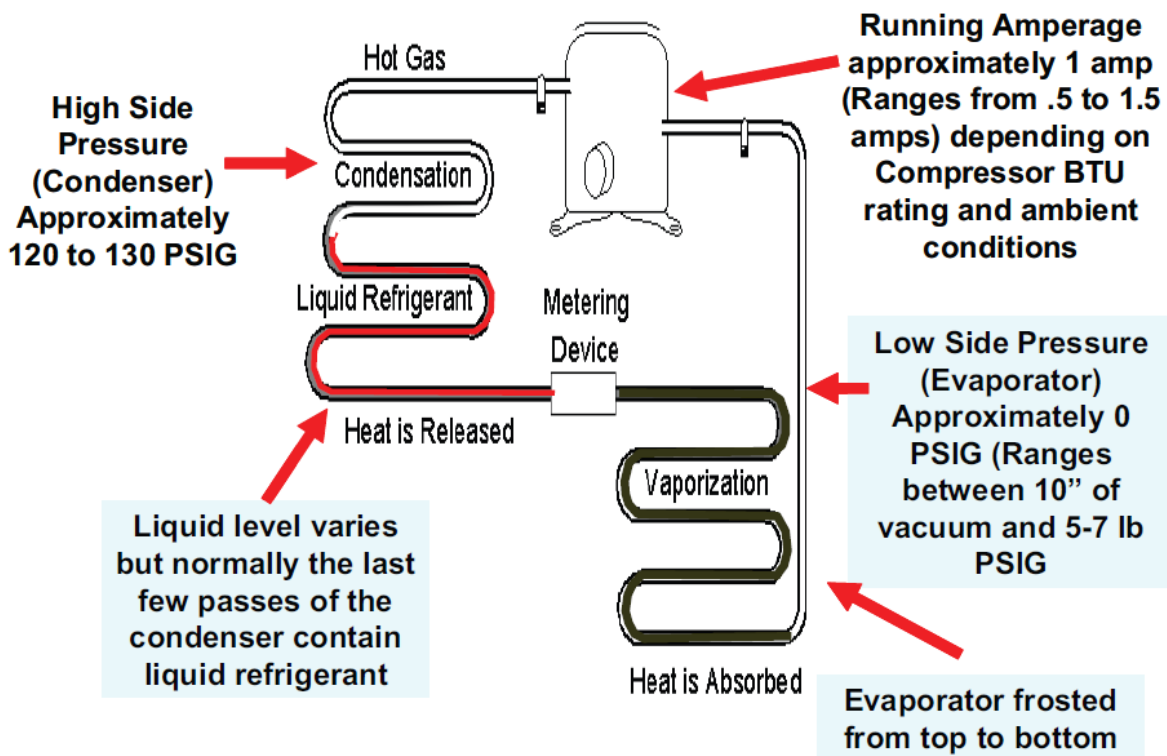 Running Amperage
approximately 1 amp
(Ranges from .5 to 1.5
amps) depending on
Compressor BTU
rating and ambient
conditions
Hot Gas
High Side
Pressure
(Condenser)
Approximately
120 to 130 PSIG
Condensation
Liquid Refrigerant
Metering
Device
Heat is Released
Low Side Pressure
(Evaporator)
Approximately 0
PSIG (Ranges
between 10” of
vacuum and 5-7 lb
PSIG
Vaporization
Liquid level varies
but normally the last
few passes of the
condenser contain
liquid refrigerant
Heat is Absorbed
Evaporator frosted
from top to bottom